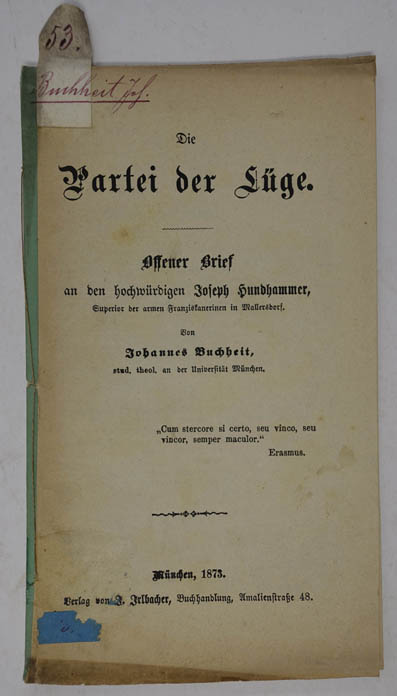 53.
Buchheit Joh.
Die
Partei der Lüge.
Offener Brief
an den hochwürdigen Joseph Hundhammer,
Superior der armen Franziskanerinen in Mallersdorf.
Von
Johannes Buchheit,
stud. theol. an der Universität München.
„Cum stercore si certo, seu vinco, seu
vincor, semper maculor.“
Erasmus.
München, 1873.
Verlag von J. Irlbacher, Buchhandlung, Amalienstraße 48.